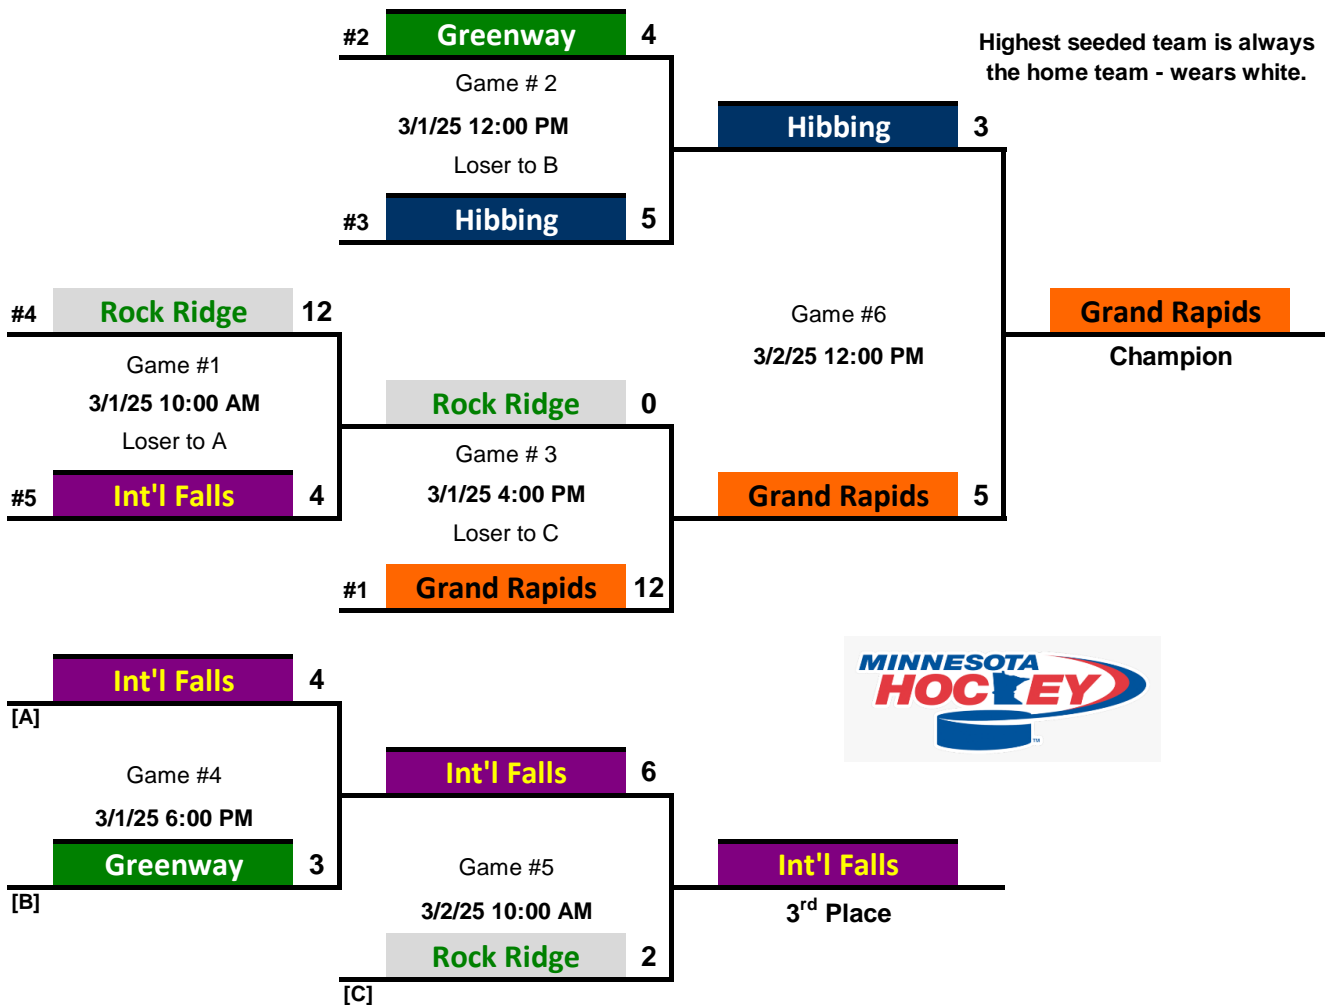 #2 Greenway 4
Highest seeded team is always
the home team - wears white.
Game # 2
3/1/25 12:00 PM
Loser to B
#3 Hibbing 5
Hibbing 3
#4 Rock Ridge 12
Game #1
3/1/25 10:00 AM
Loser to A
#5 Int'l Falls 4
Rock Ridge 0
Game # 3
3/1/25 4:00 PM
Loser to C
#1 Grand Rapids 12
Game #6
3/2/25 12:00 PM
Grand Rapids 5
Grand Rapids
Champion
Int'l Falls 4
[A]
Game #4
3/1/25 6:00 PM
Greenway 3
[B]
Int'l Falls 6
Game #5
3/2/25 10:00 AM
Rock Ridge 2
[C]
Int'l Falls
3rd Place
MINNESOTA
HOCKEY
TM